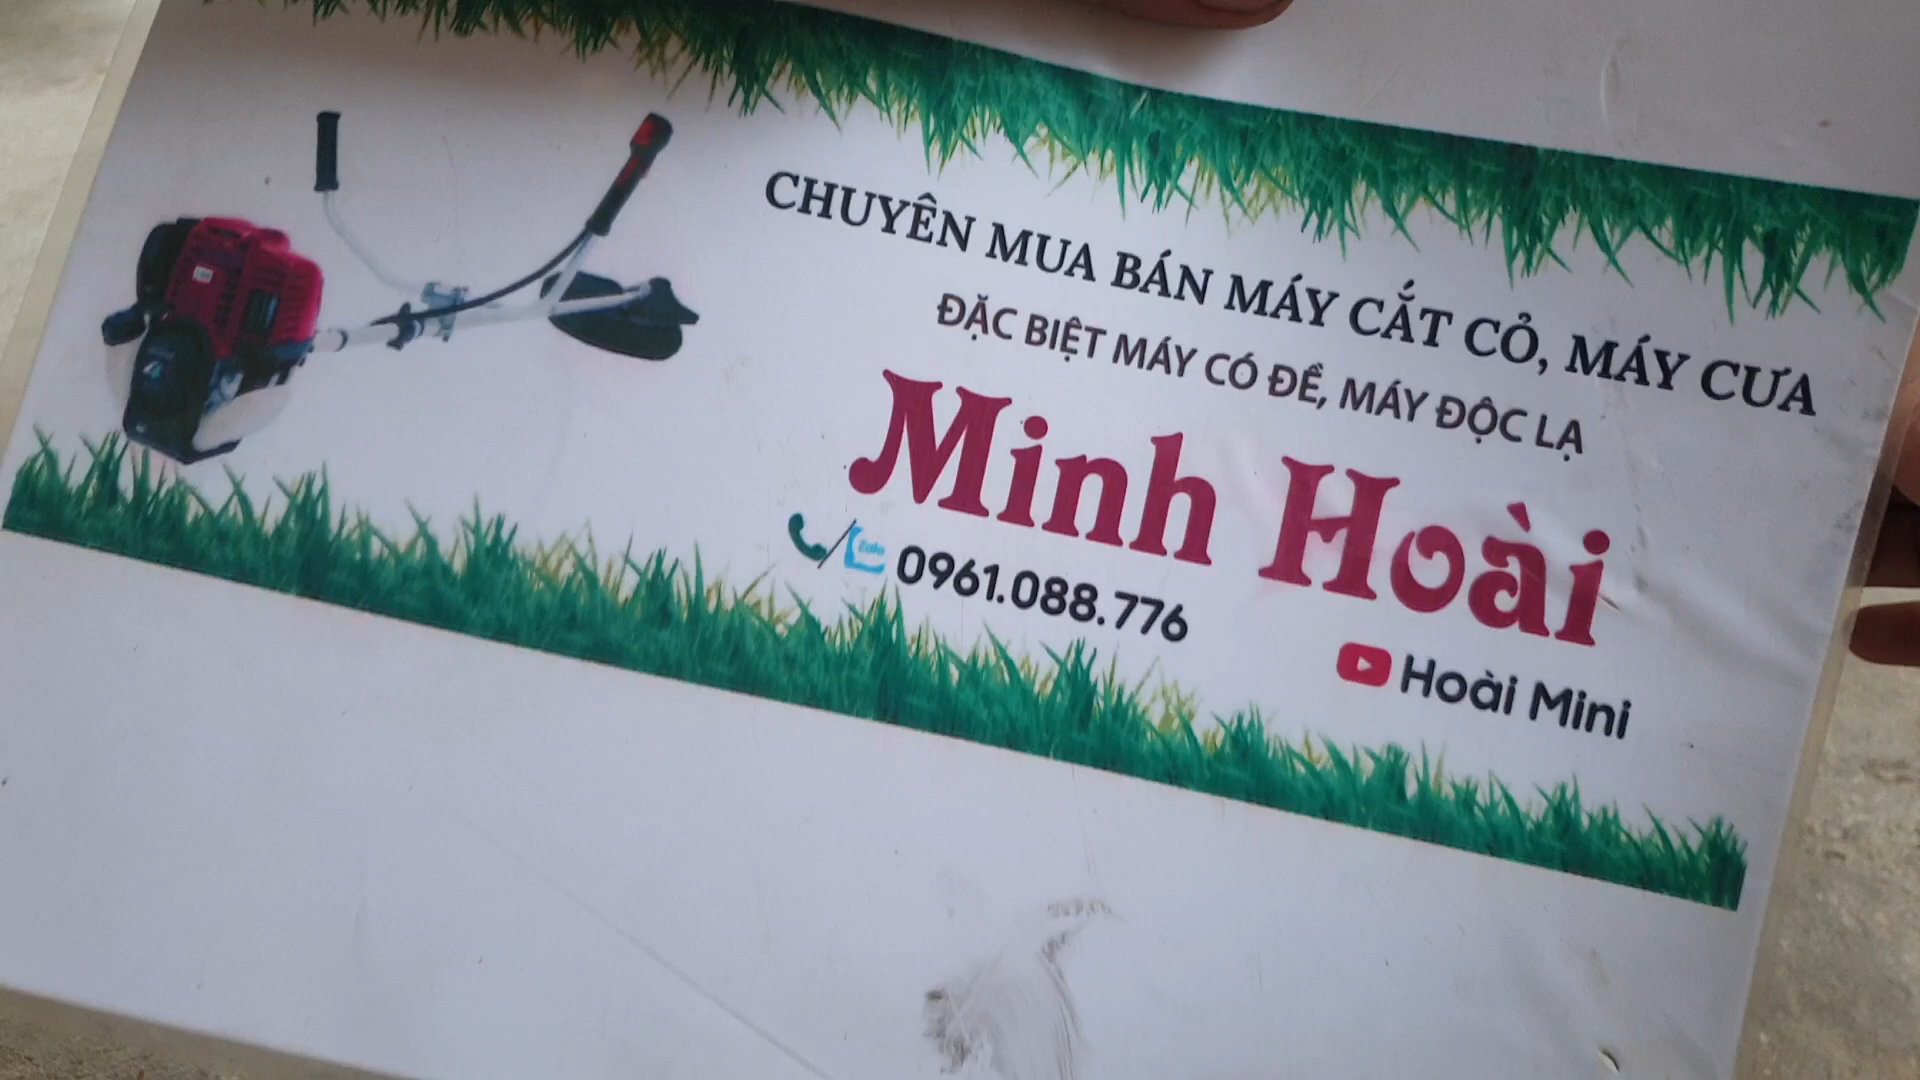 CHUYÊN MUA BÁN MÁY CẮT CỎ, MÁY CƯA
ĐẶC BIỆT MÁY CÓ ĐỀ, MÁY ĐỘC LẠ
Minh Hoài
Zalo 0961.088.776
Hoài Mini